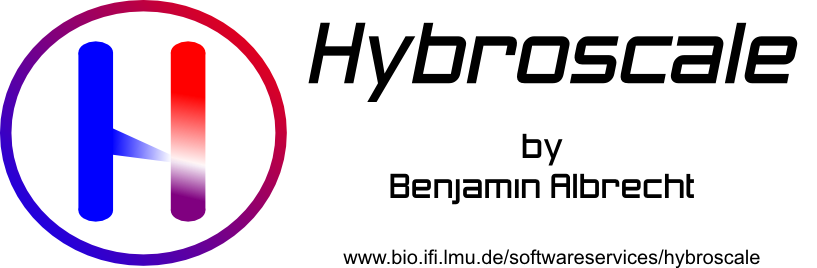 H
Hybroscale
by
Benjamin Albrecht
www.bio.ifi.lmu.de/softwareservices/hybroscale